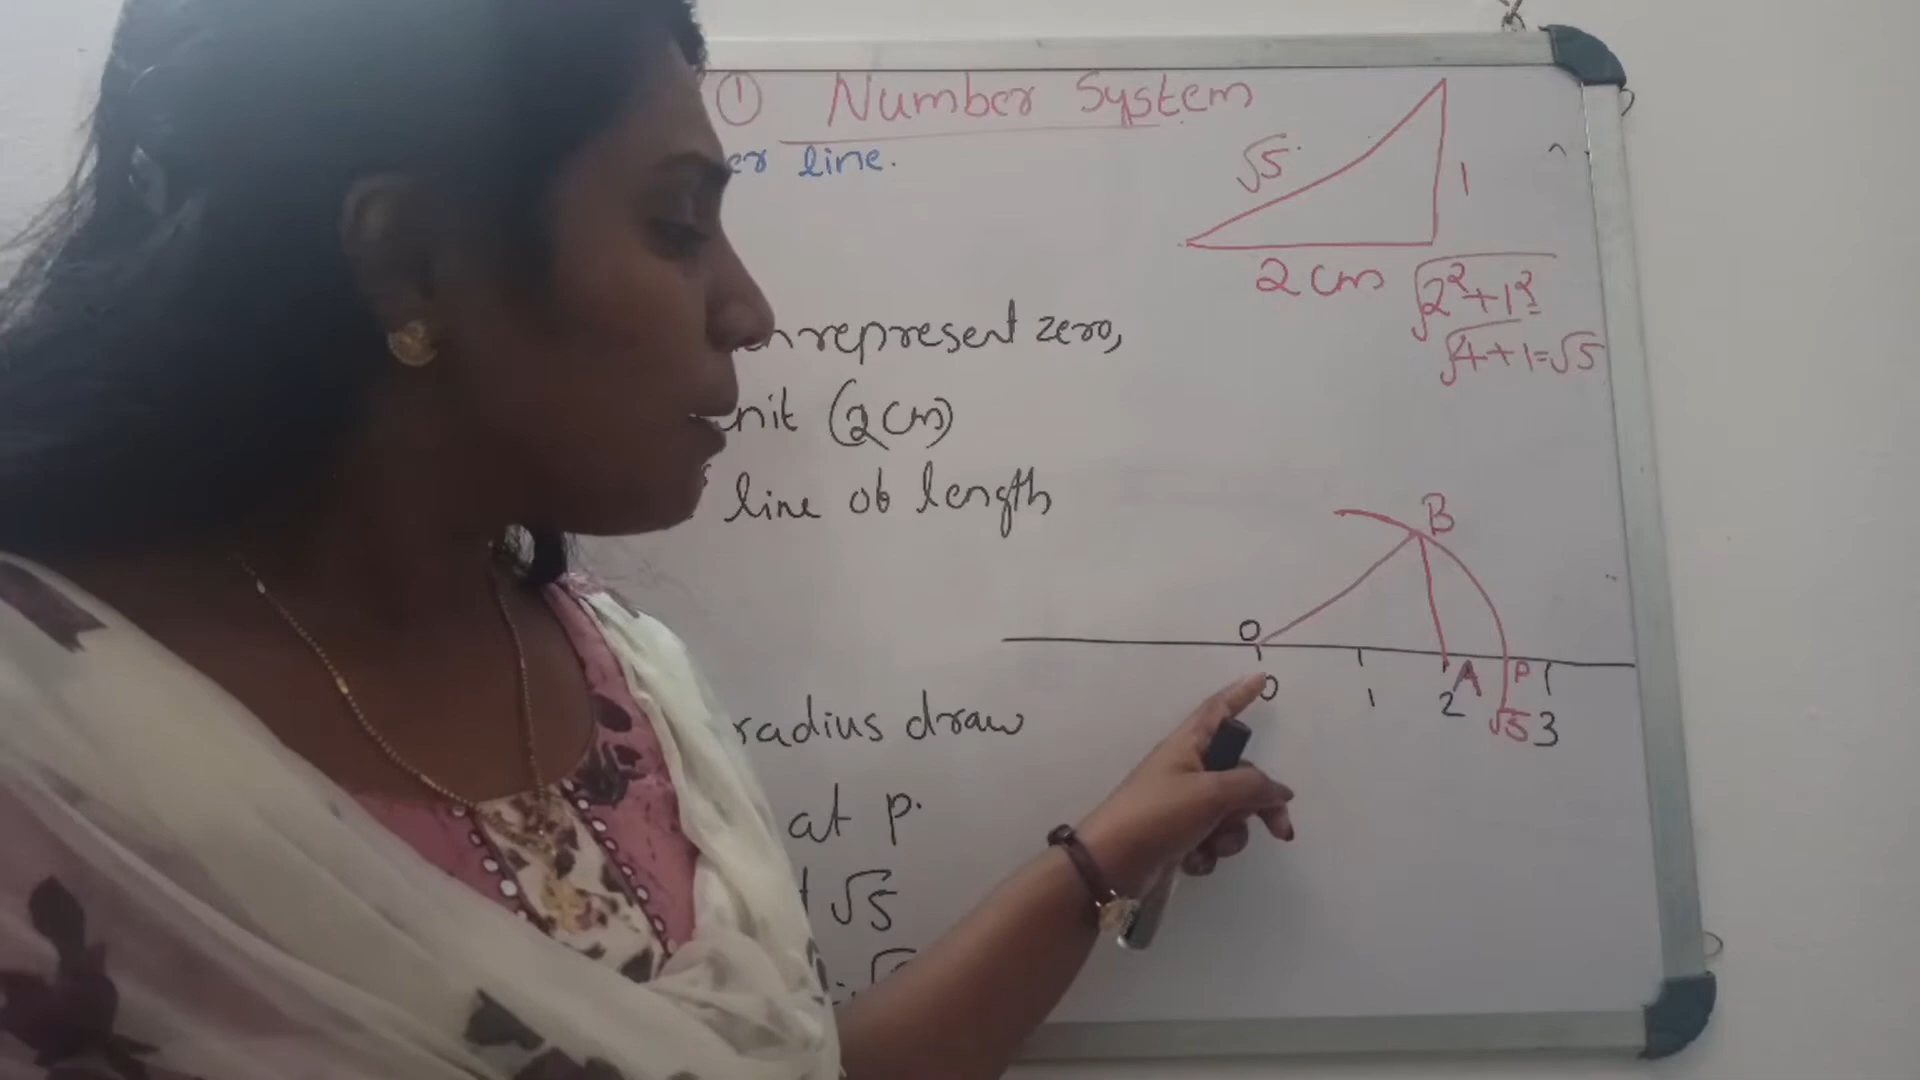 ① Number System
er line.
√5
1
2 cm
√2²+1²
√4+1=√5
represent zero,
nit (2cm)
line of length
B
O
A
P
0
1
2
√5
3
radius draw
at p.
√5